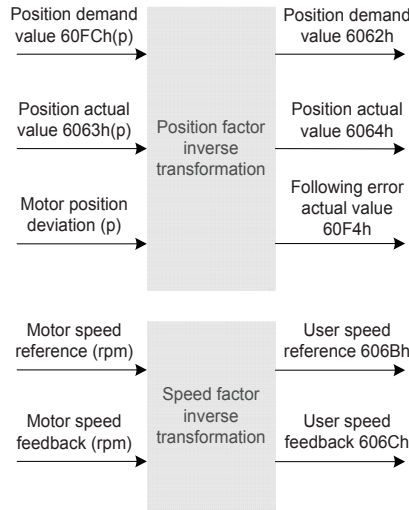 Position demand
value 60FCh(p)
Position demand
value 6062h
Position actual
value 6063h(p)
Position factor
inverse
transformation
Position actual
value 6064h
Motor position
deviation (p)
Following error
actual value
60F4h
Motor speed
reference (rpm)
User speed
reference 606Bh
Speed factor
inverse
transformation
Motor speed
feedback (rpm)
User speed
feedback 606Ch